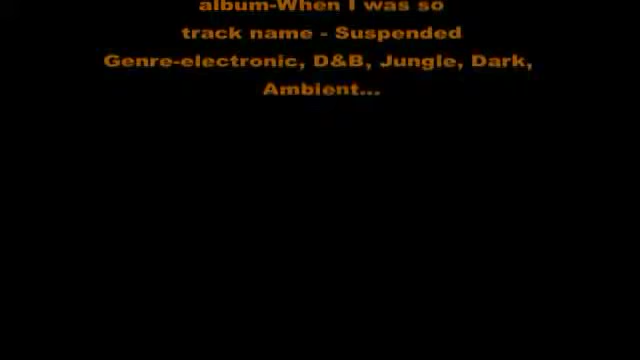 album-When I was so
track name - Suspended
Genre-electronic, D&B, Jungle, Dark,
Ambient...